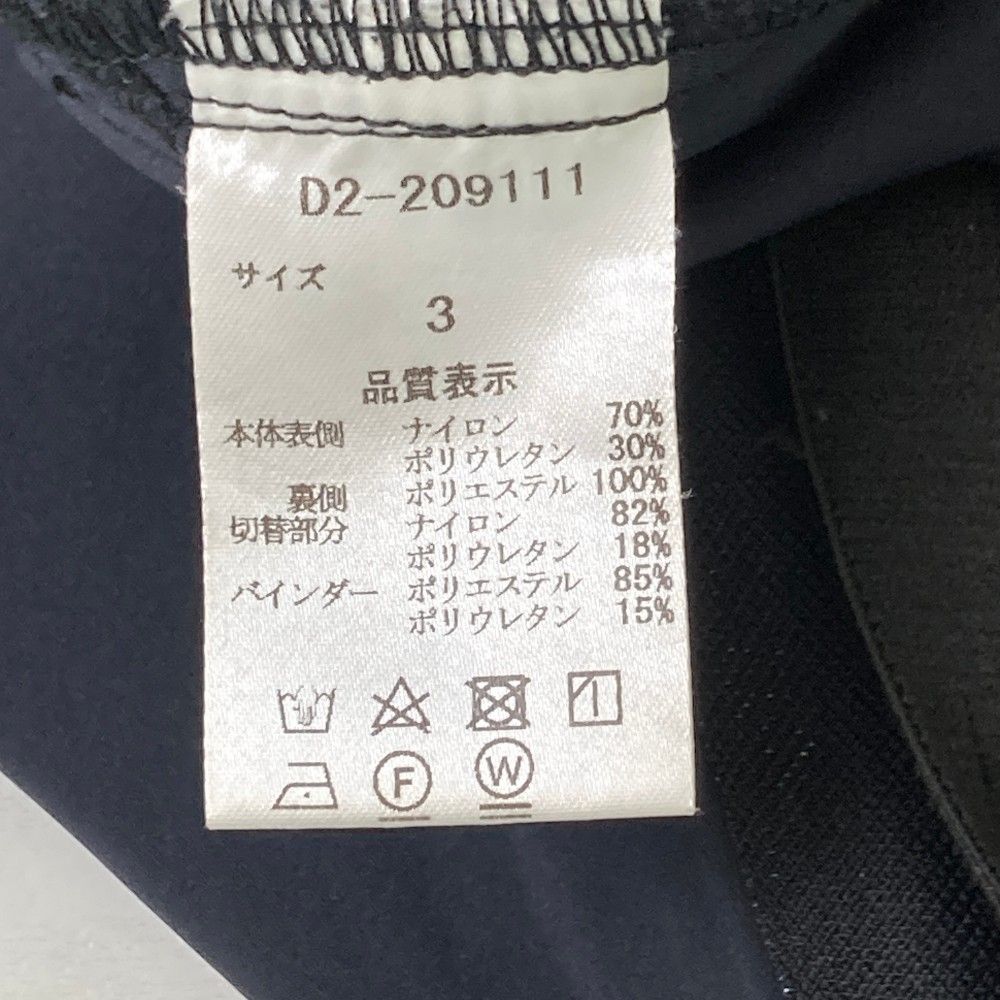 D2-209111
サイズ
3
品質表示
本体表側 ナイロン 70%
ポリウレタン 30%
裏側 ポリエステル 100%
切替部分 ナイロン 82%
ポリウレタン 18%
バインダー ポリエステル 85%
ポリウレタン 15%
F W